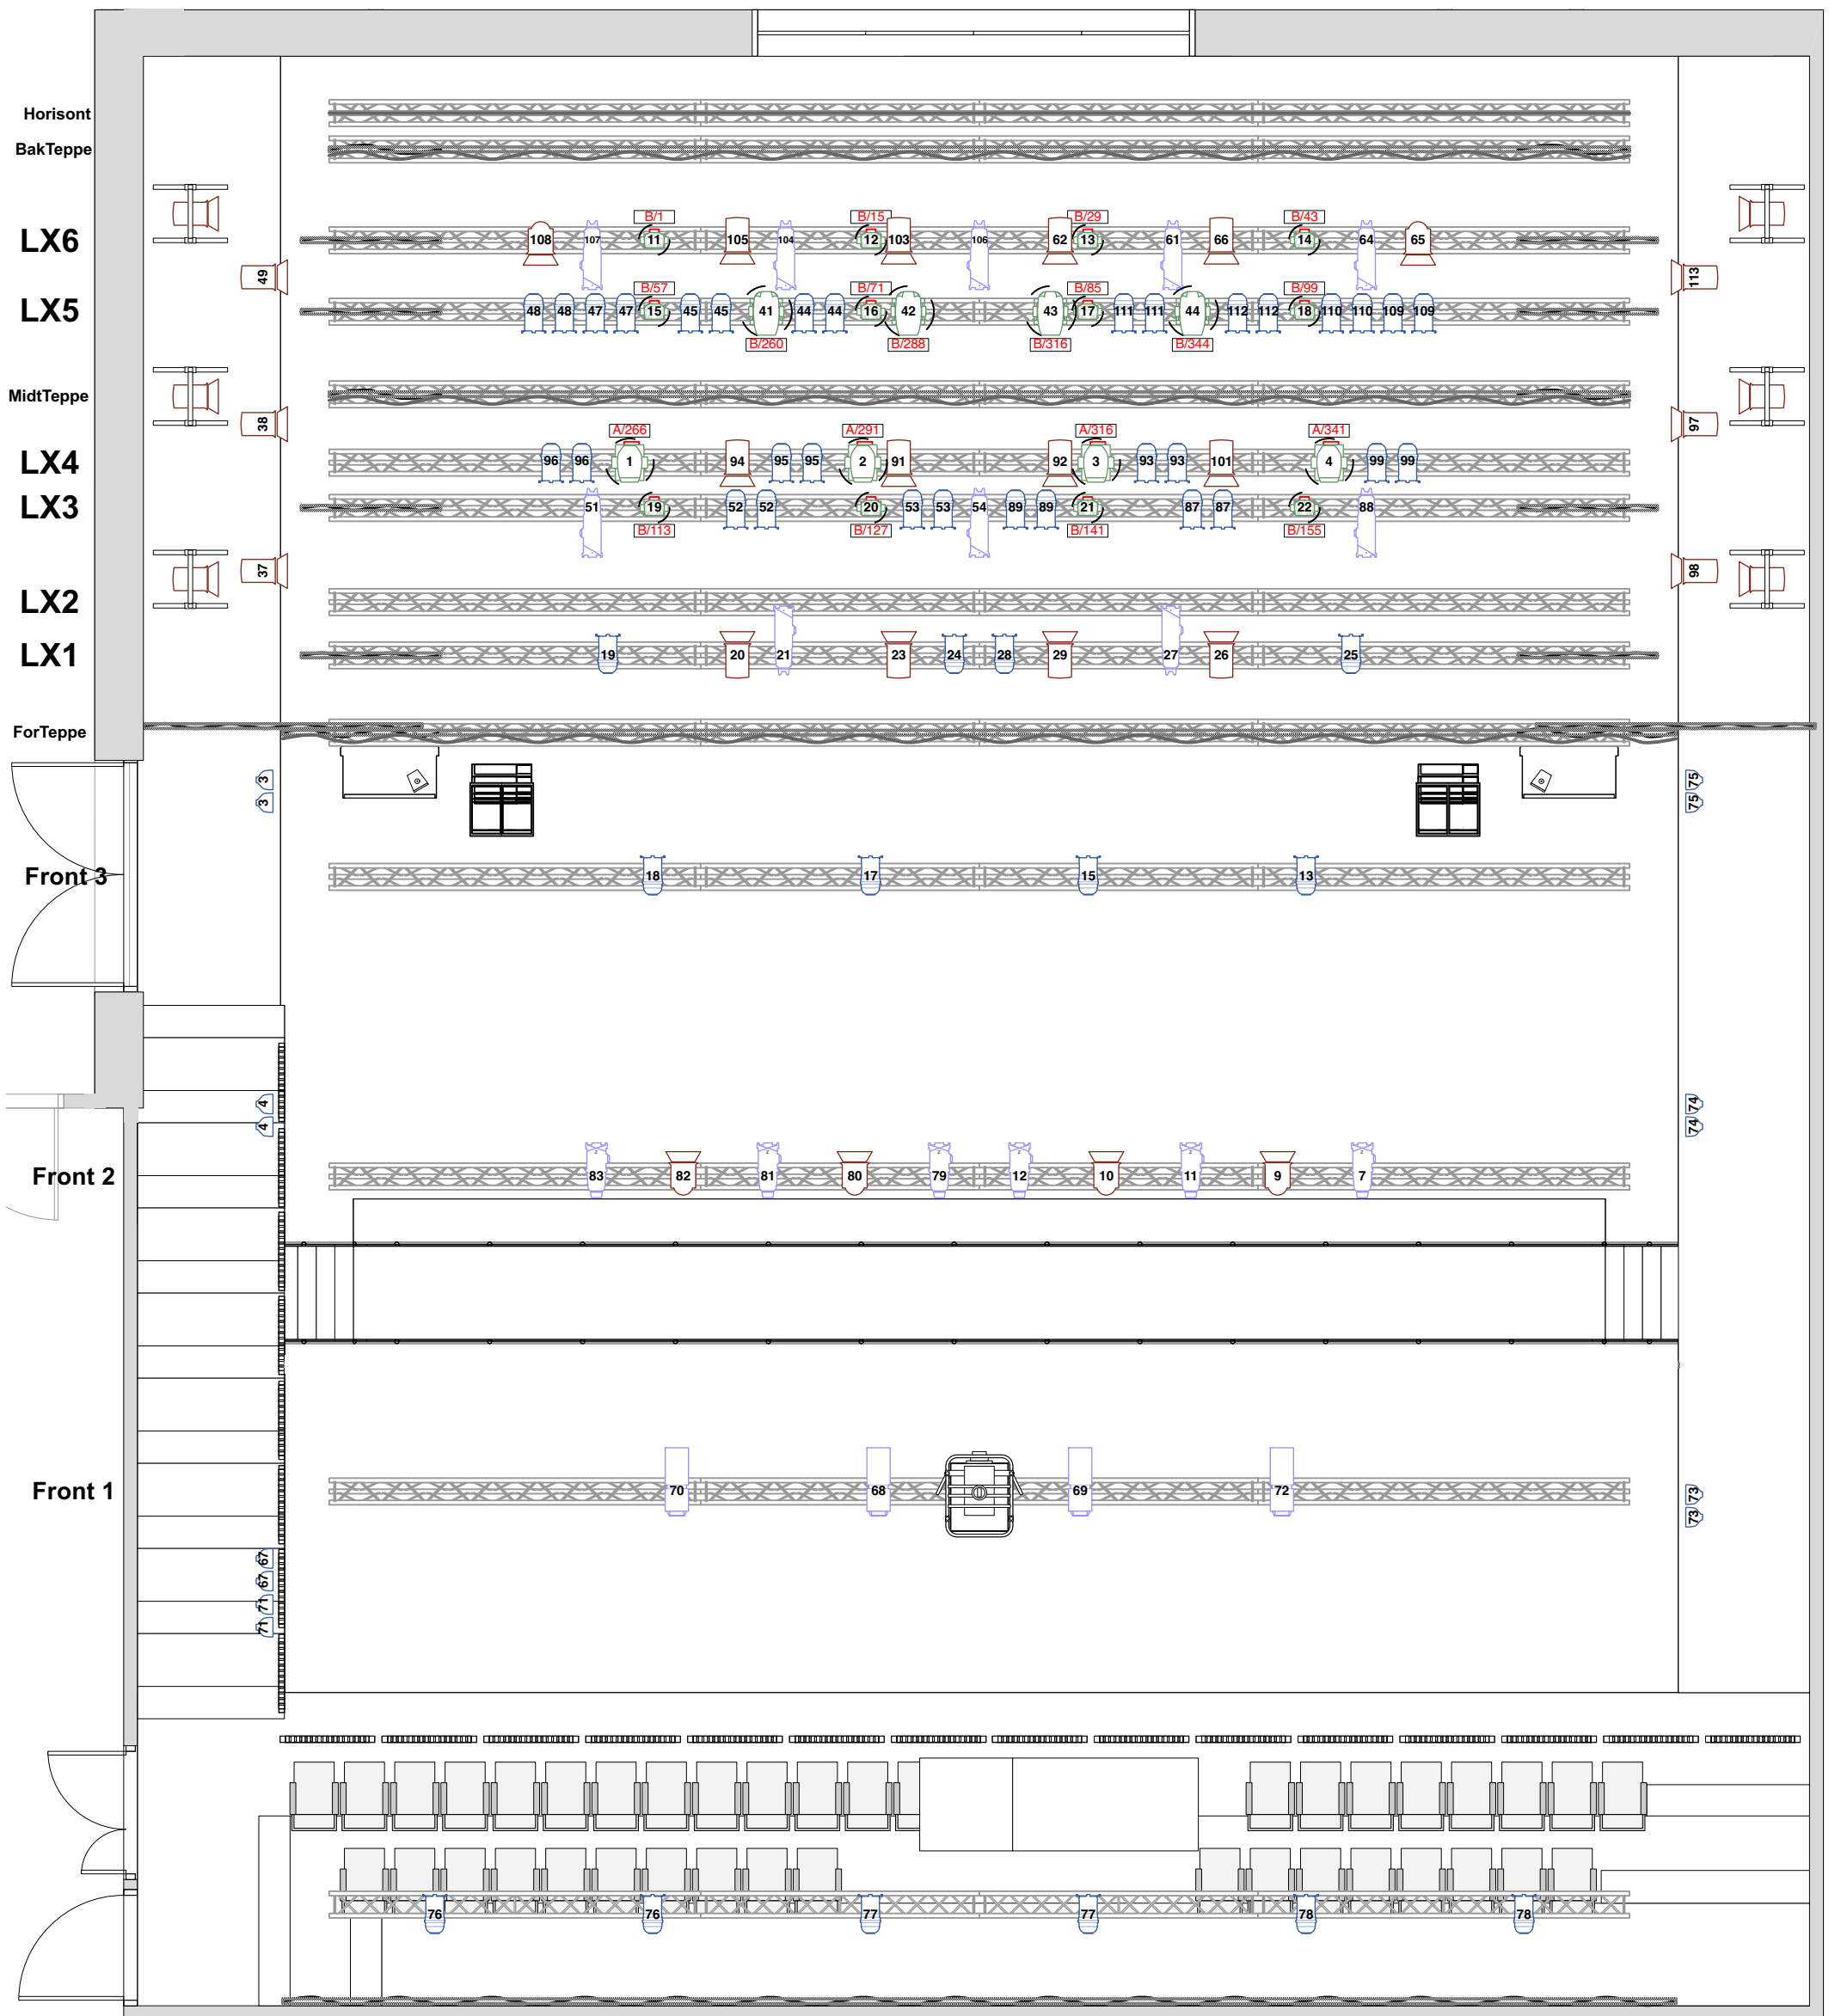 Horisont
BakTeppe
B/1 B/15 B/29 B/43
LX6 108 107 11 105 104 12 103 106 62 13 61 66 14 64 65
49 113
B/57 B/71 B/85 B/99
LX5 48 48 47 47 15 45 45 41 44 44 16 42 43 17 111 111 44 112 112 18 110 110 109 109
B/260 B/288 B/316 B/344
MidtTeppe
38 97
A/266 A/291 A/316 A/341
LX4 96 96 1 94 95 95 2 91 92 3 93 93 101 4 99 99
LX3 51 19 52 52 20 53 53 54 89 89 21 87 87 22 88
B/113 B/127 B/141 B/155
37 98
LX2
LX1 19 20 21 23 24 28 29 27 26 25
ForTeppe
3 75
3 75
Front 3 18 17 15 13
4 74
4 74
Front 2 83 82 81 80 79 12 10 11 9 7
Front 1 70 68 69 72 73
73
67
67
71
71
76 76 77 77 78 78